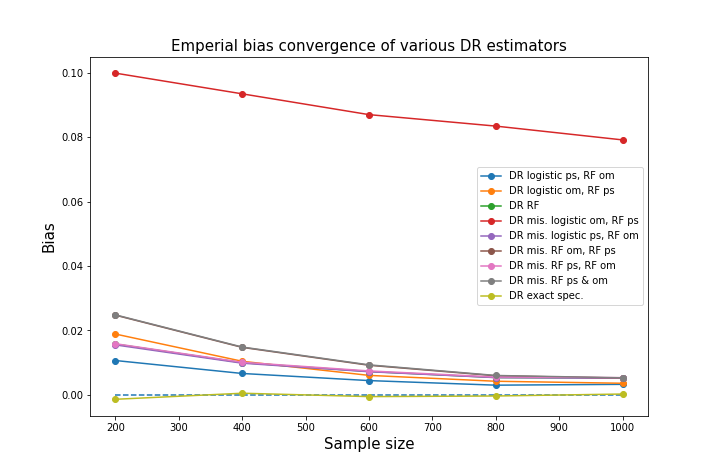 Emperial bias convergence of various DR estimators
0.10
0.08
0.06
0.04
0.02
0.00
Bias
DR logistic ps, RF om
DR logistic om, RF ps
DR RF
DR mis. logistic om, RF ps
DR mis. logistic ps, RF om
DR mis. RF om, RF ps
DR mis. RF ps, RF om
DR mis. RF ps & om
DR exact spec.
200 300 400 500 600 700 800 900 1000
Sample size